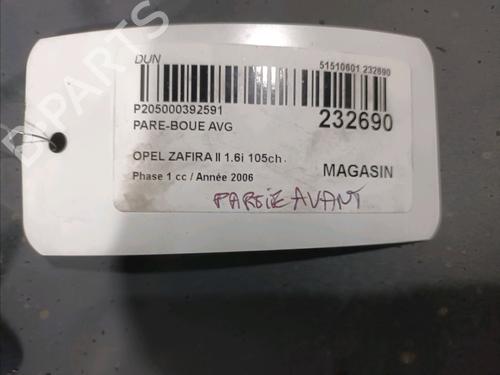 DUN 51510601 232690
P205000392591
232690
PARE-BOUE AVG
OPEL ZAFIRA II 1.6i 105ch.
MAGASIN
Phase 1 cc / Année 2006
PARTIE AVANT
B-PARTS